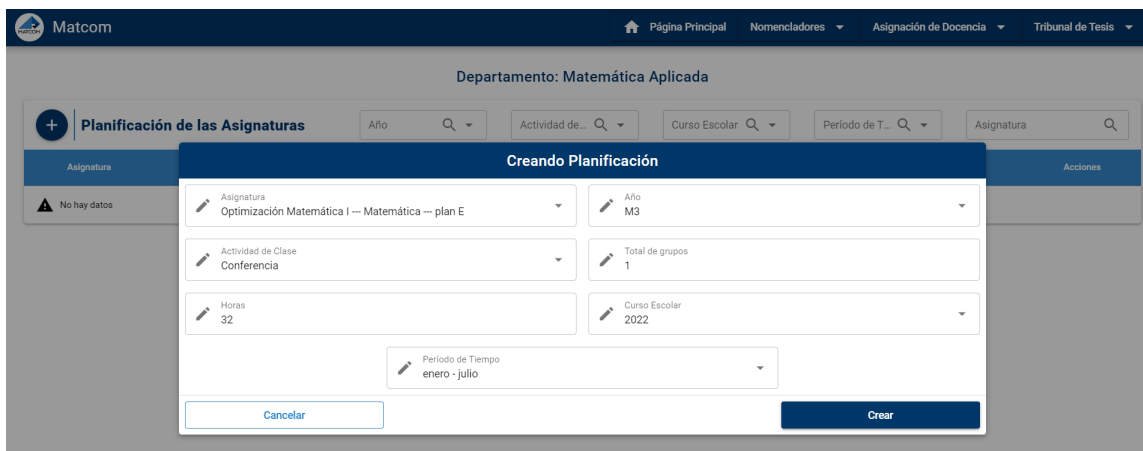 MATCOM
Matcom
Página Principal
Nomencladores
Asignación de Docencia
Tribunal de Tesis
Departamento: Matemática Aplicada
Planificación de las Asignaturas
Año
Actividad de...
Curso Escolar
Período de T...
Asignatura
Asignatura
Acciones
No hay datos
Creando Planificación
Asignatura
Optimización Matemática I --- Matemática --- plan E
Año
M3
Actividad de Clase
Conferencia
Total de grupos
1
Horas
32
Curso Escolar
2022
Período de Tiempo
enero - julio
Cancelar
Crear